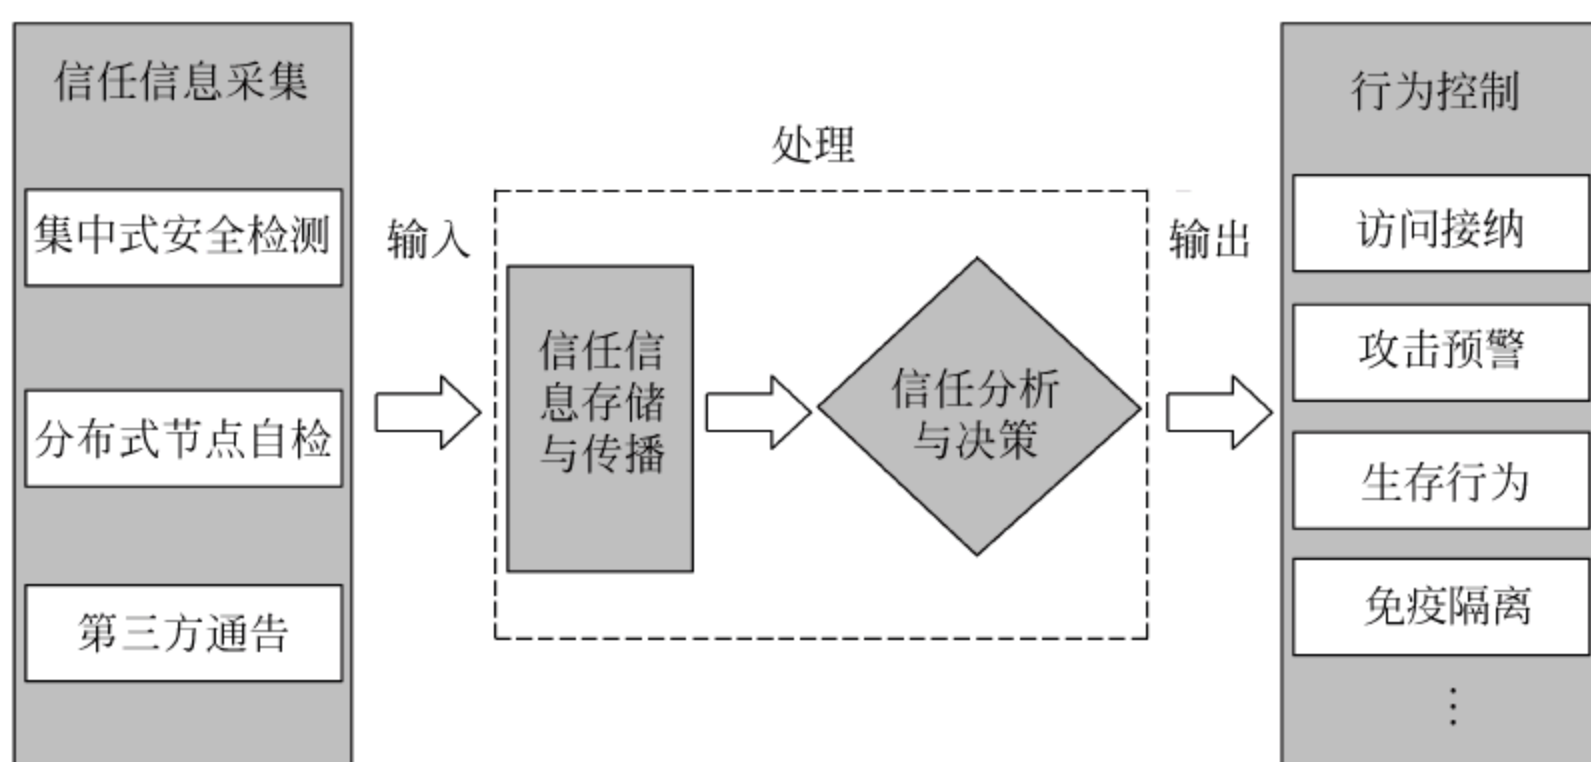 信任信息采集
集中式安全检测
分布式节点自检
第三方通告
输入
处理
信任信
息存储
与传播
信任分析
与决策
输出
行为控制
访问接纳
攻击预警
生存行为
免疫隔离
⋮